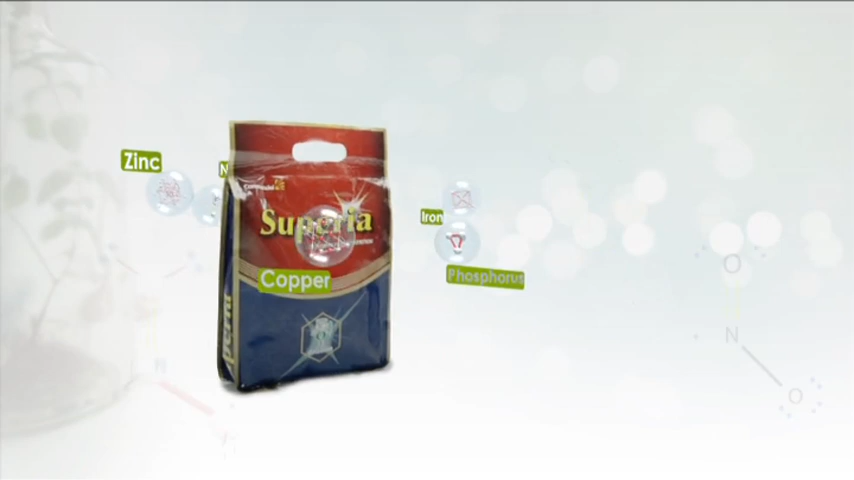 Zinc
N
Iron
Superia
Copper
Phosphorus
O
N
O
N